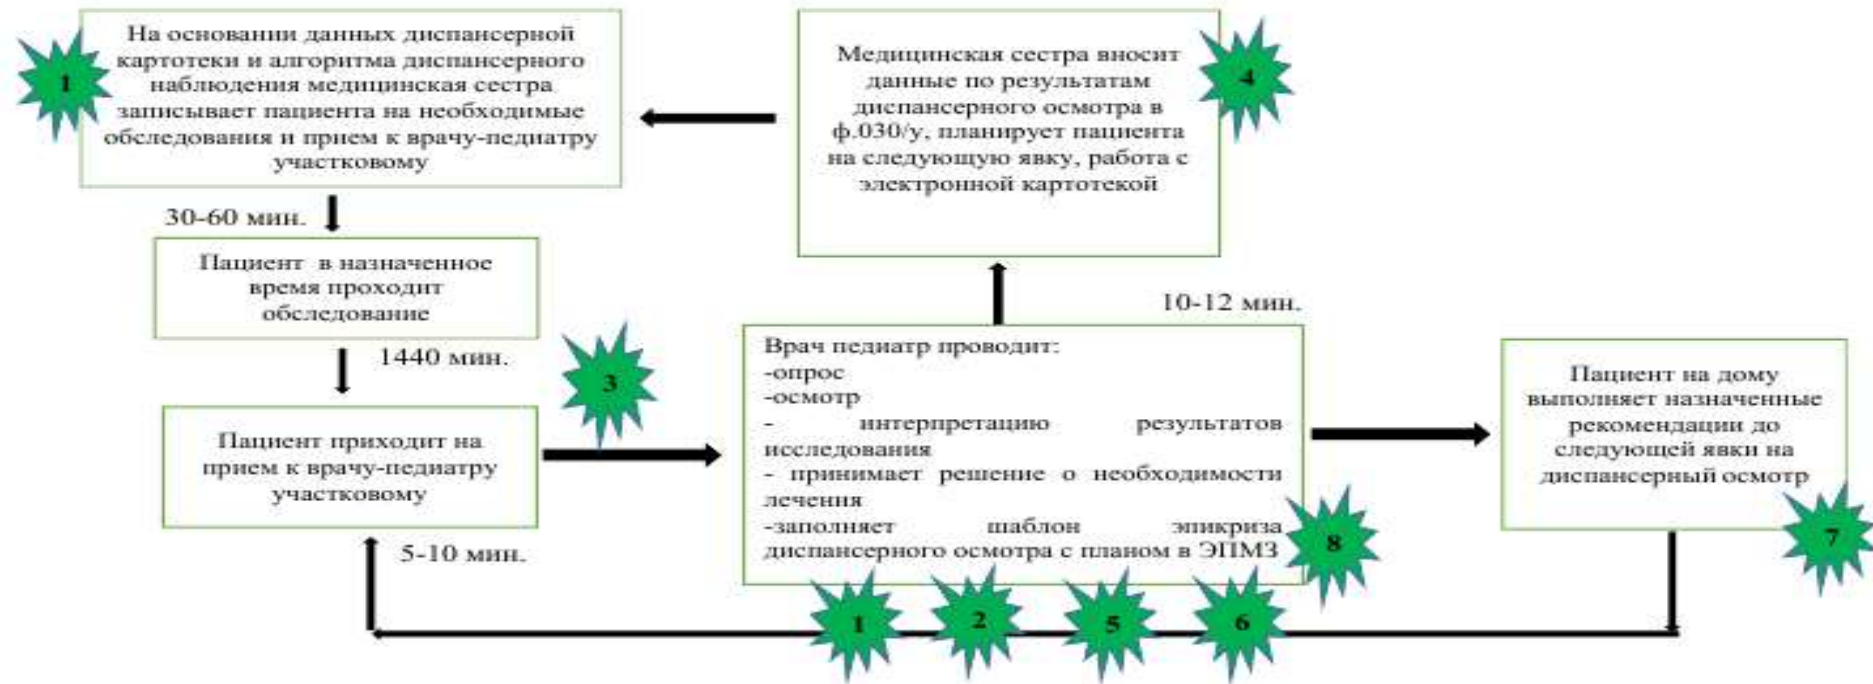 1
На основании данных диспансерной
картотеки и алгоритма диспансерного
наблюдения медицинская сестра
записывает пациента на необходимые
обследования и прием к врачу-педиатру
участковому
30-60 мин.
Пациент в назначенное
время проходит
обследование
1440 мин.
Пациент приходит на
прием к врачу-педиатру
участковому
5-10 мин.
3
Врач педиатр проводит:
-опрос
-осмотр
- интерпретацию результатов
исследования
- принимает решение о необходимости
лечения
-заполняет шаблон эпикриза
диспансерного осмотра с планом в ЭПМЗ
8
1
2
5
6
10-12 мин.
Медицинская сестра вносит
данные по результатам
диспансерного осмотра в
ф.030/у, планирует пациента
на следующую явку, работа с
электронной картотекой
4
Пациент на дому
выполняет назначенные
рекомендации до
следующей явки на
диспансерный осмотр
7